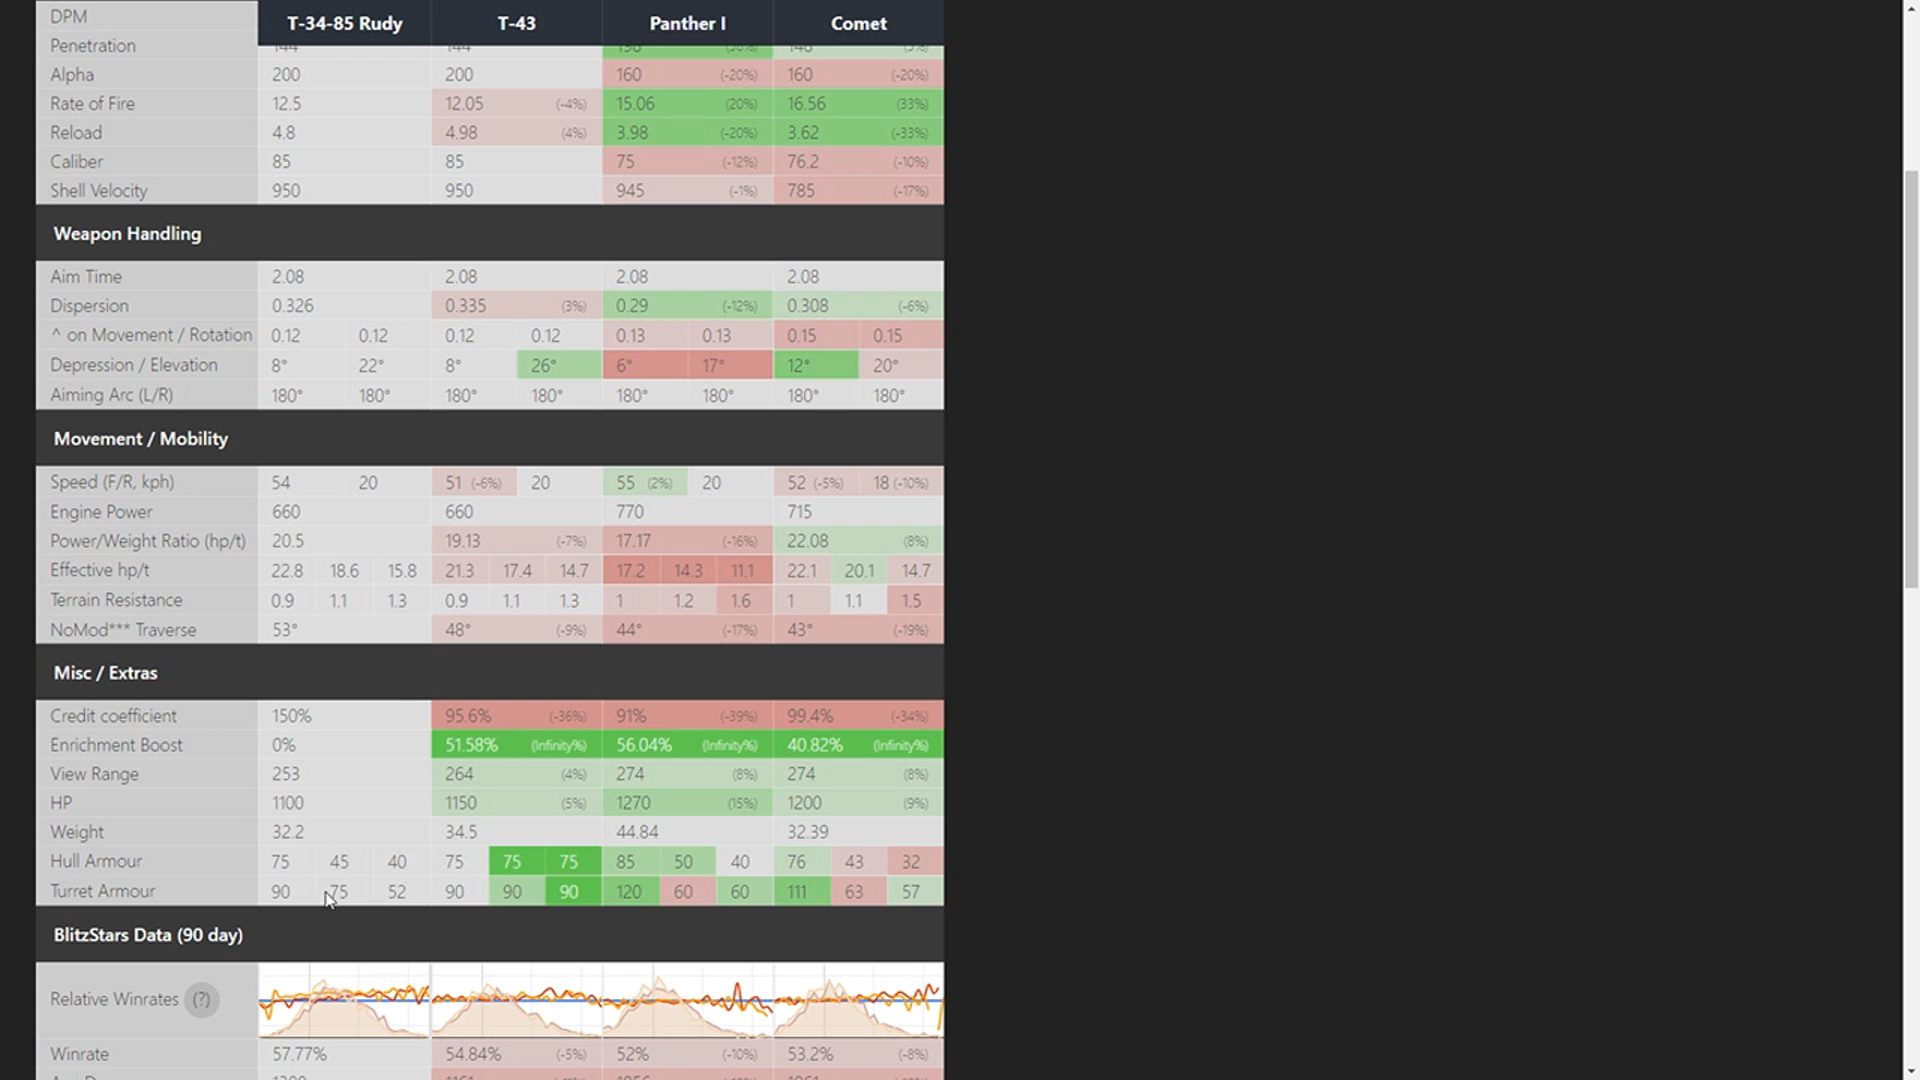 DPM T-34-85 Rudy T-43 Panther I Comet
Penetration 144 144 196 (36%) 148 (3%)
Alpha 200 200 160 (-20%) 160 (-20%)
Rate of Fire 12.5 12.05 (-4%) 15.06 (20%) 16.56 (33%)
Reload 4.8 4.98 (4%) 3.98 (-20%) 3.62 (-33%)
Caliber 85 85 75 (-12%) 76.2 (-10%)
Shell Velocity 950 950 945 (-1%) 785 (-17%)
Weapon Handling
Aim Time 2.08 2.08 2.08 2.08
Dispersion 0.326 0.335 (3%) 0.29 (-12%) 0.308 (-6%)
^ on Movement / Rotation 0.12 0.12 0.12 0.12 0.13 0.13 0.15 0.15
Depression / Elevation 8° 22° 8° 26° 6° 17° 12° 20°
Aiming Arc (L/R) 180° 180° 180° 180° 180° 180° 180° 180°
Movement / Mobility
Speed (F/R, kph) 54 20 51 (-6%) 20 55 (2%) 20 52 (-5%) 18 (-10%)
Engine Power 660 660 770 715
Power/Weight Ratio (hp/t) 20.5 19.13 (-7%) 17.17 (-16%) 22.08 (8%)
Effective hp/t 22.8 18.6 15.8 21.3 17.4 14.7 17.2 14.3 11.1 22.1 20.1 14.7
Terrain Resistance 0.9 1.1 1.3 0.9 1.1 1.3 1 1.2 1.6 1 1.1 1.5
NoMod*** Traverse 53° 48° (-9%) 44° (-17%) 43° (-19%)
Misc / Extras
Credit coefficient 150% 95.6% (-36%) 91% (-39%) 99.4% (-34%)
Enrichment Boost 0% 51.58% (Infinity%) 56.04% (Infinity%) 40.82% (Infinity%)
View Range 253 264 (4%) 274 (8%) 274 (8%)
HP 1100 1150 (5%) 1270 (15%) 1200 (9%)
Weight 32.2 34.5 44.84 32.39
Hull Armour 75 45 40 75 75 75 85 50 40 76 43 32
Turret Armour 90 75 52 90 90 90 120 60 60 111 63 57
BlitzStars Data (90 day)
Relative Winrates (?)
Winrate 57.77% 54.84% (-5%) 52% (-10%) 53.2% (-8%)